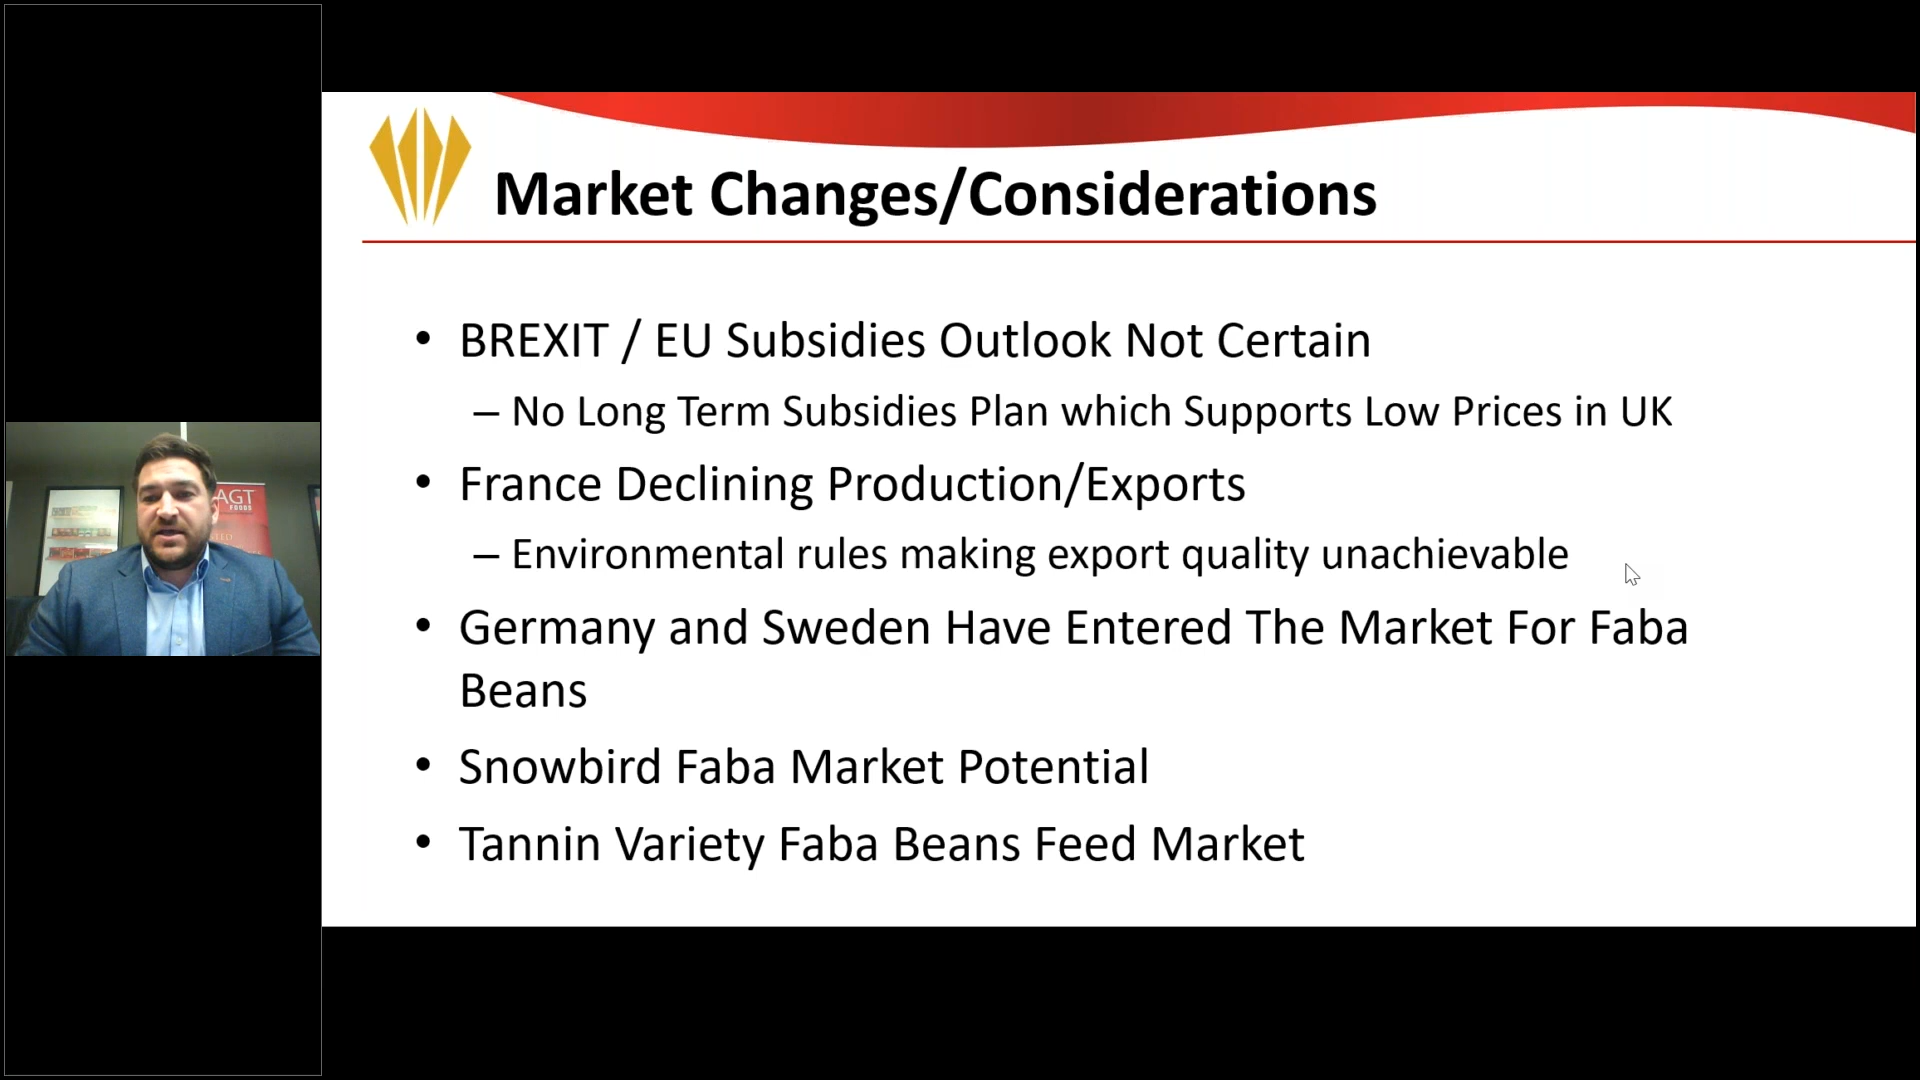 Market Changes/Considerations
• BREXIT / EU Subsidies Outlook Not Certain
– No Long Term Subsidies Plan which Supports Low Prices in UK
• France Declining Production/Exports
– Environmental rules making export quality unachievable
• Germany and Sweden Have Entered The Market For Faba
Beans
• Snowbird Faba Market Potential
• Tannin Variety Faba Beans Feed Market
AGT
FOODS